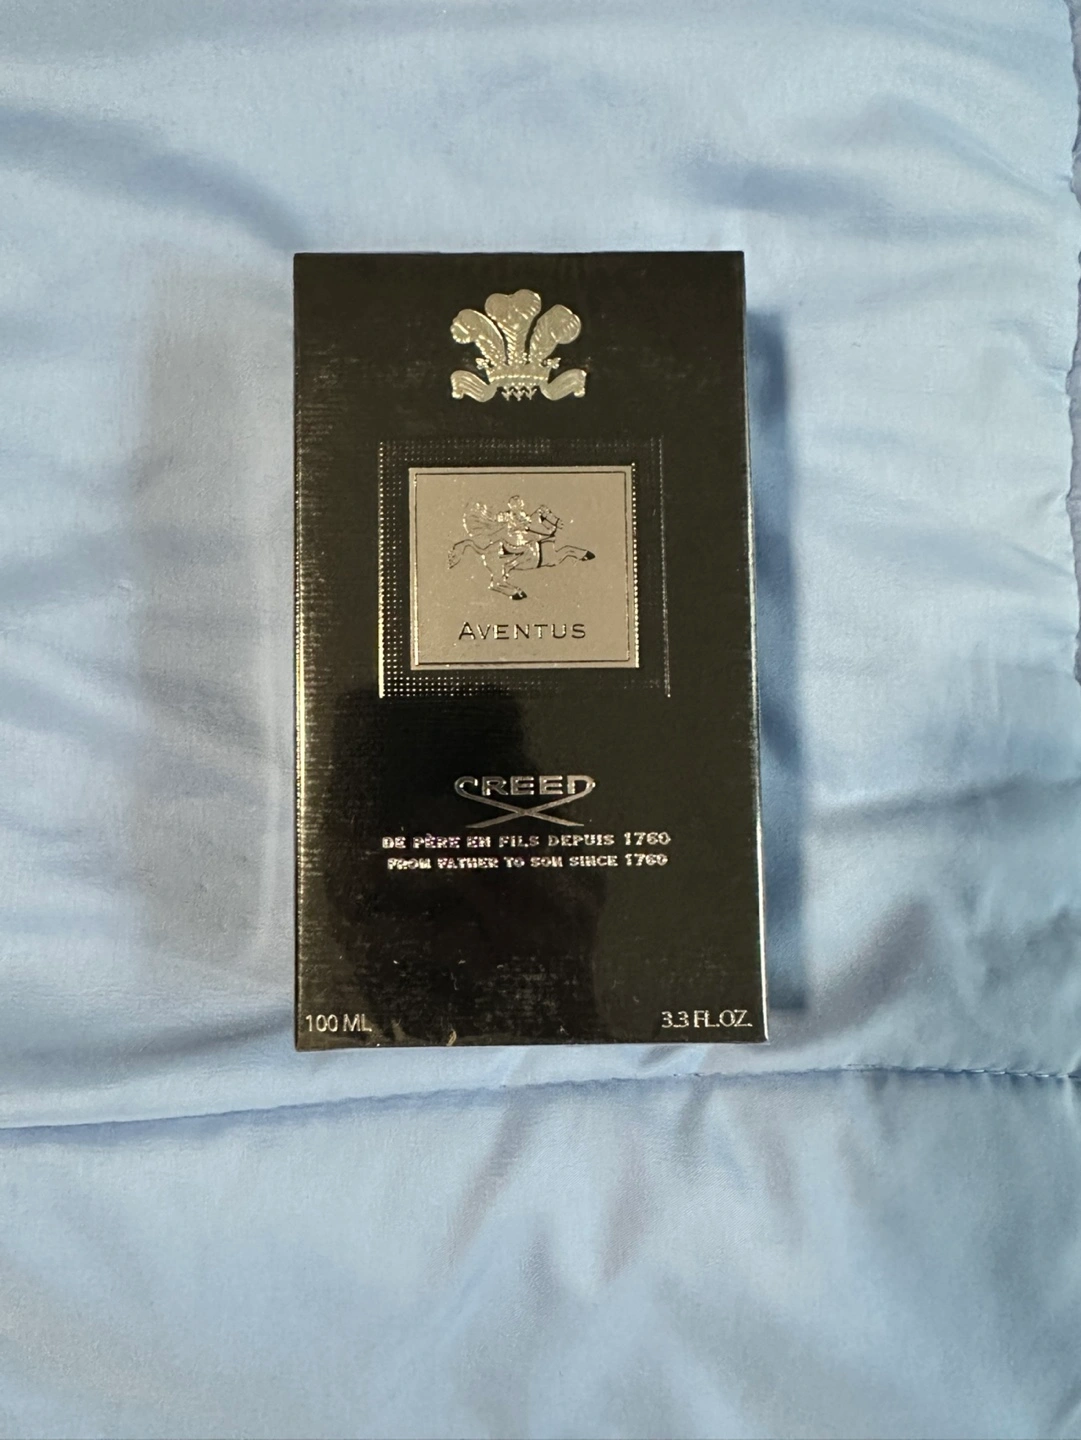 AVENTUS
CREED
DE PÈRE EN FILS DEPUIS 1760
FROM FATHER TO SON SINCE 1760
100 ML 3.3 FL.OZ.